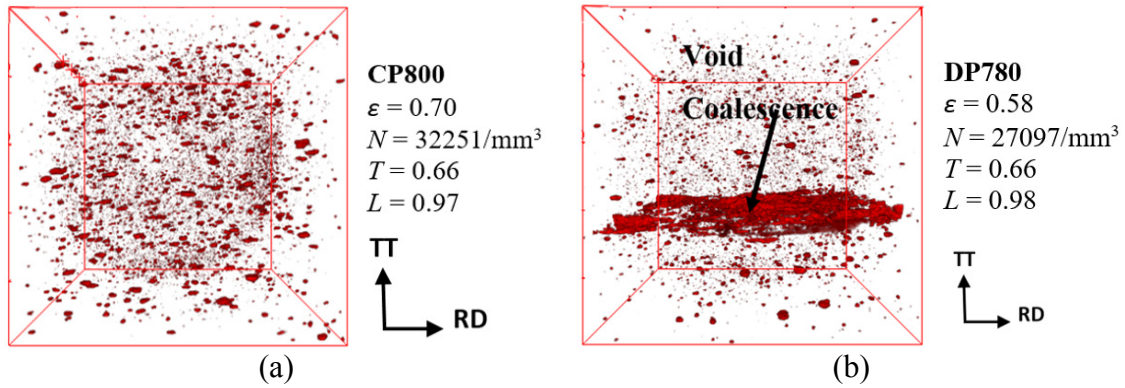 CP800
ε = 0.70
N = 32251/mm³
T = 0.66
L = 0.97
TT
RD
(a)
Void
Coalescence
DP780
ε = 0.58
N = 27097/mm³
T = 0.66
L = 0.98
TT
RD
(b)